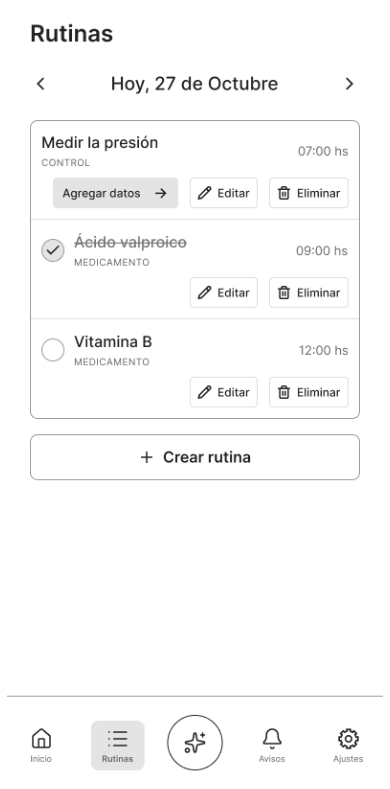 Rutinas
Hoy, 27 de Octubre
Medir la presión
07:00 hs
CONTROL
Agregar datos
Editar
Eliminar
Ácido valproico
09:00 hs
MEDICAMENTO
Editar
Eliminar
Vitamina B
12:00 hs
MEDICAMENTO
Editar
Eliminar
+ Crear rutina
Inicio
Rutinas
Avisos
Ajustes